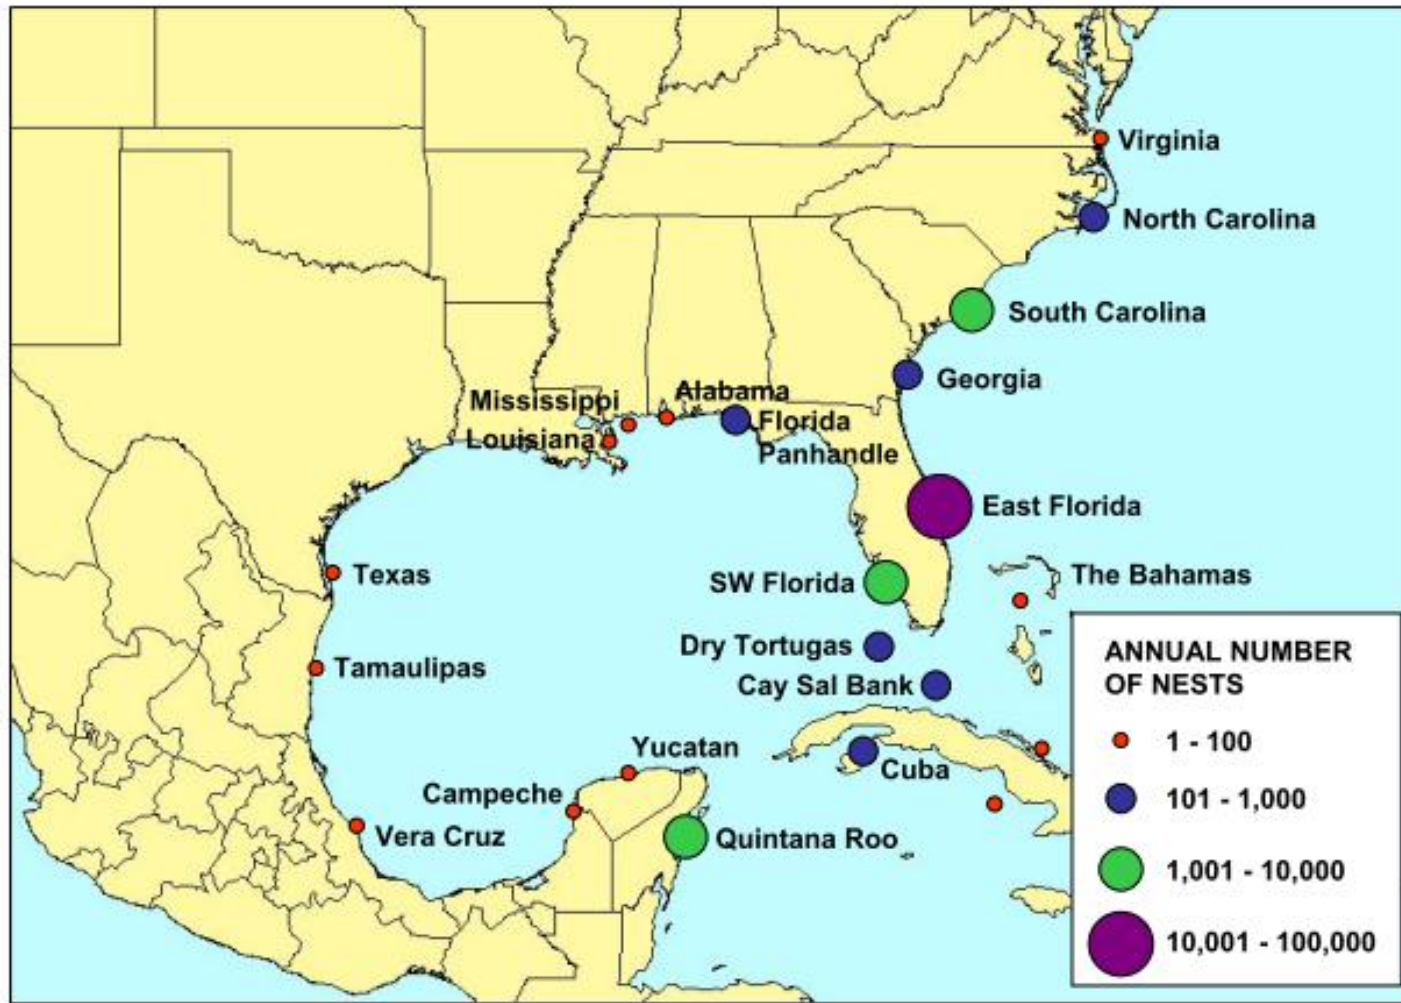 Virginia
North Carolina
South Carolina
Georgia
Alabama
Mississippi
Florida
Panhandle
Louisiana
East Florida
Texas
SW Florida
The Bahamas
Dry Tortugas
Tamaulipas
Cay Sal Bank
Yucatan
Cuba
Campeche
Vera Cruz
Quintana Roo
ANNUAL NUMBER
OF NESTS
1 - 100
101 - 1,000
1,001 - 10,000
10,001 - 100,000